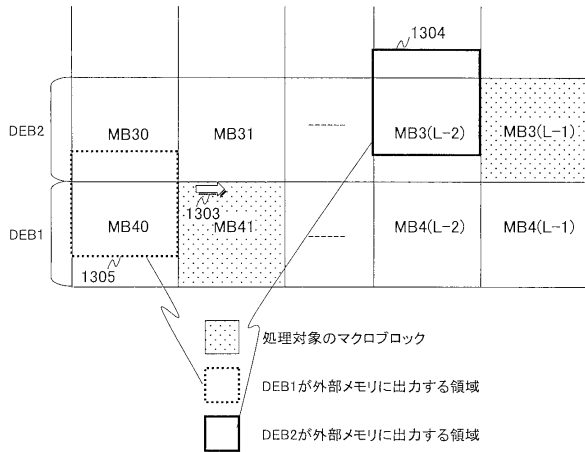 1304
DEB2
MB30
MB31
MB3(L-2)
MB3(L-1)
DEB1
MB40
1303
MB41
MB4(L-2)
MB4(L-1)
1305
処理対象のマクロブロック
DEB1が外部メモリに出力する領域
DEB2が外部メモリに出力する領域